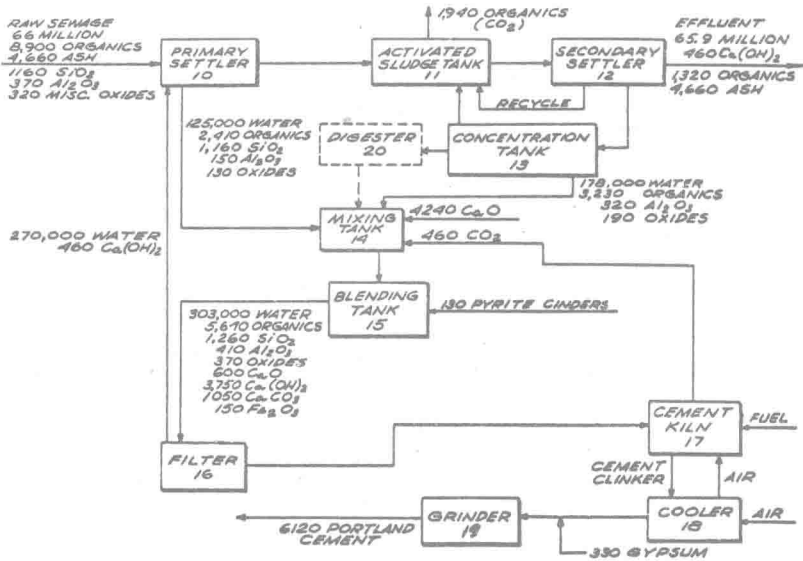 RAW SEWAGE
66 MILLION
8,900 ORGANICS
4,660 ASH
1160 SiO2
370 Al2O3
320 MISC. OXIDES
PRIMARY
SETTLER
10
1,940 ORGANICS
(CO2)
ACTIVATED
SLUDGE TANK
11
SECONDARY
SETTLER
12
EFFLUENT
65.9 MILLION
460 Ca(OH)2
1,320 ORGANICS
4,660 ASH
RECYCLE
125,000 WATER
2,410 ORGANICS
1,160 SiO2
150 Al2O3
130 OXIDES
DIGESTER
20
CONCENTRATION
TANK
13
178,000 WATER
3,230 ORGANICS
320 Al2O3
190 OXIDES
MIXING
TANK
14
4240 CaO
460 CO2
270,000 WATER
460 Ca(OH)2
BLENDING
TANK
15
130 PYRITE CINDERS
303,000 WATER
5,640 ORGANICS
1,260 SiO2
410 Al2O3
370 OXIDES
600 CaO
3,750 Ca(OH)2
1050 CaCO3
150 Fe2O3
FILTER
16
CEMENT
KILN
17
FUEL
CEMENT
CLINKER
AIR
COOLER
18
AIR
GRINDER
19
6120 PORTLAND
CEMENT
330 GYPSUM